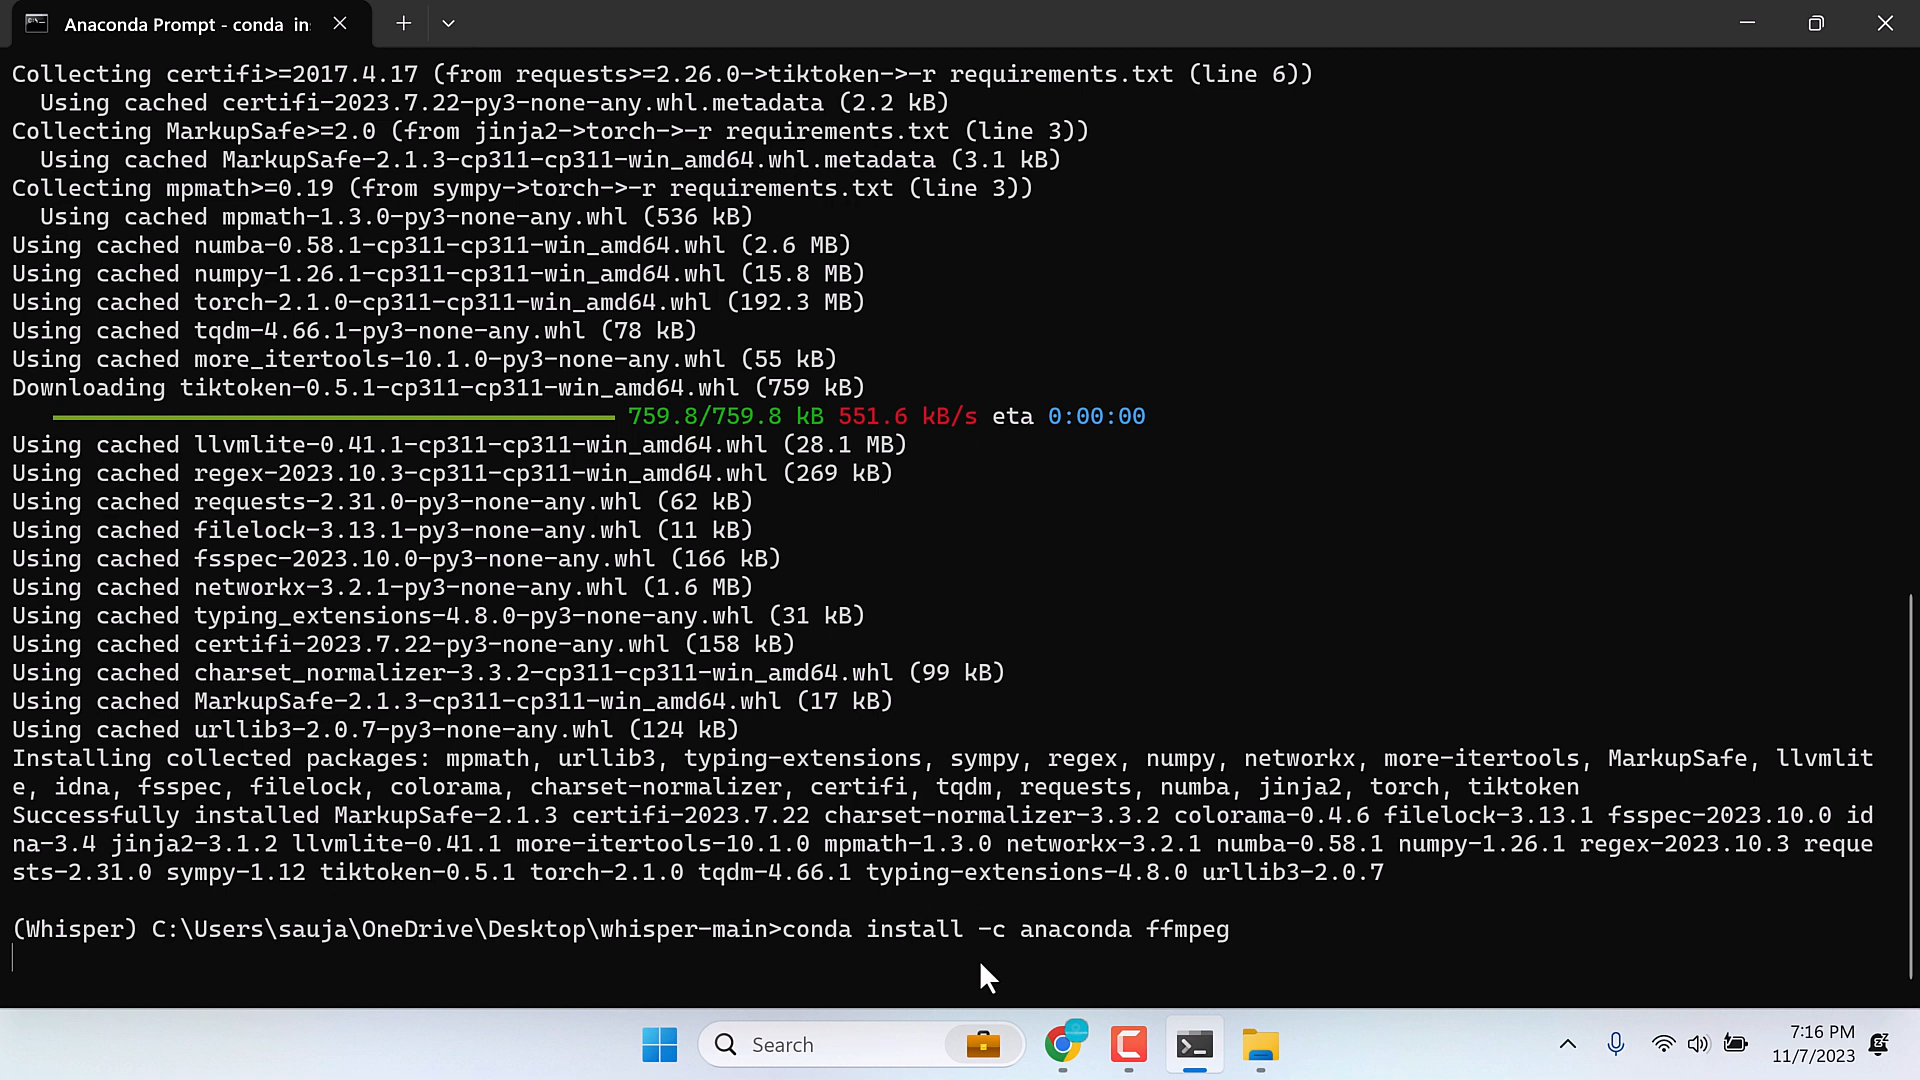 Anaconda Prompt - conda in
Collecting certifi>=2017.4.17 (from requests>=2.26.0->tiktoken->-r requirements.txt (line 6))
  Using cached certifi-2023.7.22-py3-none-any.whl.metadata (2.2 kB)
Collecting MarkupSafe>=2.0 (from jinja2->torch->-r requirements.txt (line 3))
  Using cached MarkupSafe-2.1.3-cp311-cp311-win_amd64.whl.metadata (3.1 kB)
Collecting mpmath>=0.19 (from sympy->torch->-r requirements.txt (line 3))
  Using cached mpmath-1.3.0-py3-none-any.whl (536 kB)
Using cached numba-0.58.1-cp311-cp311-win_amd64.whl (2.6 MB)
Using cached numpy-1.26.1-cp311-cp311-win_amd64.whl (15.8 MB)
Using cached torch-2.1.0-cp311-cp311-win_amd64.whl (192.3 MB)
Using cached tqdm-4.66.1-py3-none-any.whl (78 kB)
Using cached more_itertools-10.1.0-py3-none-any.whl (55 kB)
Downloading tiktoken-0.5.1-cp311-cp311-win_amd64.whl (759 kB)
759.8/759.8 kB 551.6 kB/s eta 0:00:00
Using cached llvmlite-0.41.1-cp311-cp311-win_amd64.whl (28.1 MB)
Using cached regex-2023.10.3-cp311-cp311-win_amd64.whl (269 kB)
Using cached requests-2.31.0-py3-none-any.whl (62 kB)
Using cached filelock-3.13.1-py3-none-any.whl (11 kB)
Using cached fsspec-2023.10.0-py3-none-any.whl (166 kB)
Using cached networkx-3.2.1-py3-none-any.whl (1.6 MB)
Using cached typing_extensions-4.8.0-py3-none-any.whl (31 kB)
Using cached certifi-2023.7.22-py3-none-any.whl (158 kB)
Using cached charset_normalizer-3.3.2-cp311-cp311-win_amd64.whl (99 kB)
Using cached MarkupSafe-2.1.3-cp311-cp311-win_amd64.whl (17 kB)
Using cached urllib3-2.0.7-py3-none-any.whl (124 kB)
Installing collected packages: mpmath, urllib3, typing-extensions, sympy, regex, numpy, networkx, more-itertools, MarkupSafe, llvmlit
e, idna, fsspec, filelock, colorama, charset-normalizer, certifi, tqdm, requests, numba, jinja2, torch, tiktoken
Successfully installed MarkupSafe-2.1.3 certifi-2023.7.22 charset-normalizer-3.3.2 colorama-0.4.6 filelock-3.13.1 fsspec-2023.10.0 id
na-3.4 jinja2-3.1.2 llvmlite-0.41.1 more-itertools-10.1.0 mpmath-1.3.0 networkx-3.2.1 numba-0.58.1 numpy-1.26.1 regex-2023.10.3 reque
sts-2.31.0 sympy-1.12 tiktoken-0.5.1 torch-2.1.0 tqdm-4.66.1 typing-extensions-4.8.0 urllib3-2.0.7
(Whisper) C:\Users\sauja\OneDrive\Desktop\whisper-main>conda install -c anaconda ffmpeg
Search
7:16 PM
11/7/2023